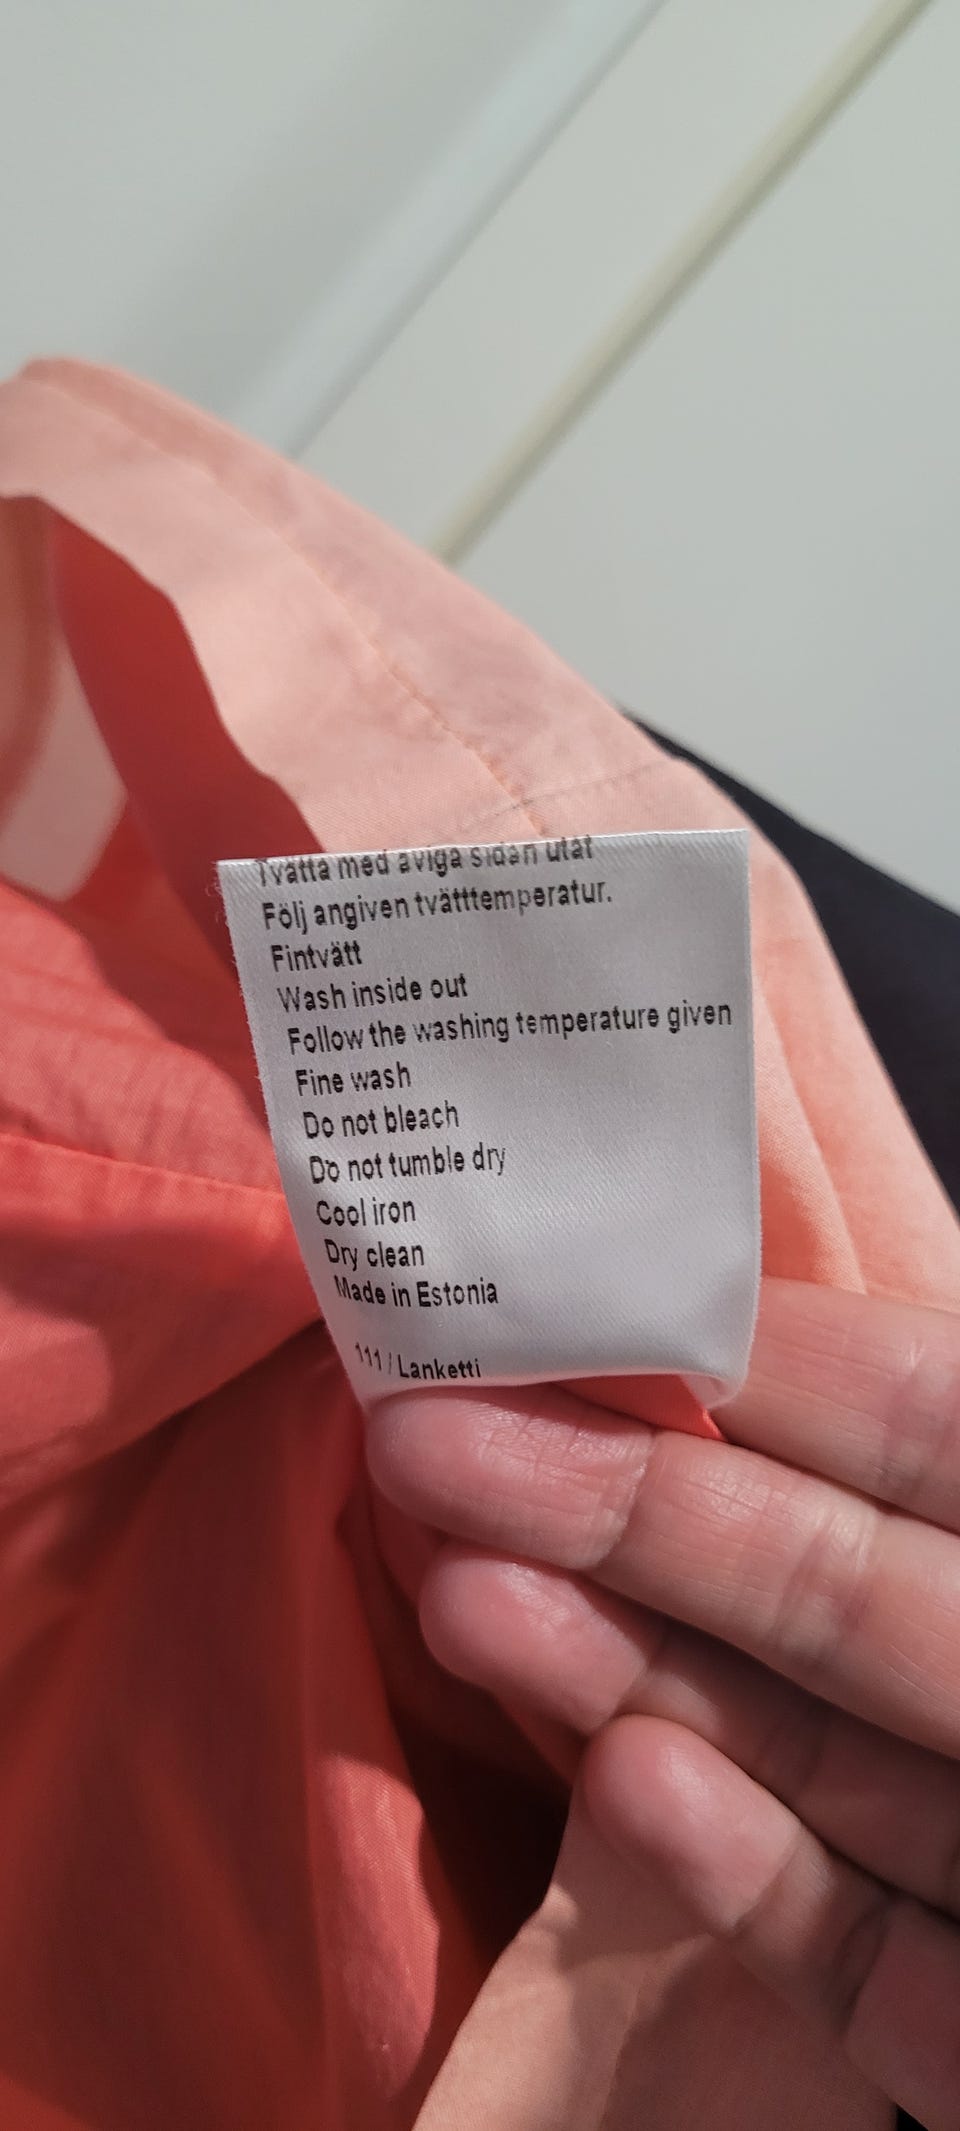 Tvätta med aviga sidan utåt
Följ angiven tvätttemperatur.
Fintvätt
Wash inside out
Follow the washing temperature given
Fine wash
Do not bleach
Do not tumble dry
Cool iron
Dry clean
Made in Estonia
111 / Lanketti